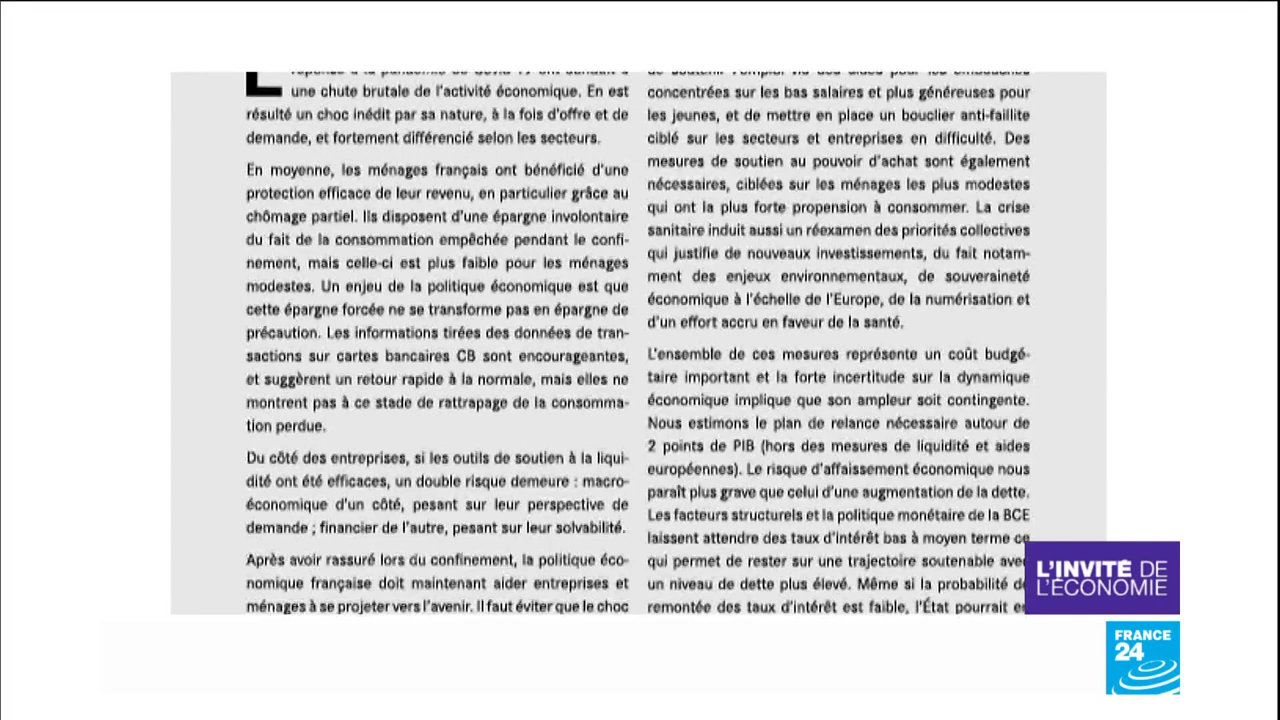 L
réponse à la pandémie de Covid-19 ont conduit à
une chute brutale de l'activité économique. En est
résulté un choc inédit par sa nature, à la fois d'offre et de
demande, et fortement différencié selon les secteurs.
En moyenne, les ménages français ont bénéficié d'une
protection efficace de leur revenu, en particulier grâce au
chômage partiel. Ils disposent d'une épargne involontaire
du fait de la consommation empêchée pendant le confi-
nement, mais celle-ci est plus faible pour les ménages
modestes. Un enjeu de la politique économique est que
cette épargne forcée ne se transforme pas en épargne de
précaution. Les informations tirées des données de tran-
sactions sur cartes bancaires CB sont encourageantes,
et suggèrent un retour rapide à la normale, mais elles ne
montrent pas à ce stade de rattrapage de la consomma-
tion perdue.
Du côté des entreprises, si les outils de soutien à la liqui-
dité ont été efficaces, un double risque demeure : macro-
économique d'un côté, pesant sur leur perspective de
demande ; financier de l'autre, pesant sur leur solvabilité.
Après avoir rassuré lors du confinement, la politique éco-
nomique française doit maintenant aider entreprises et
ménages à se projeter vers l'avenir. Il faut éviter que le choc
de soutenir l'emploi via des aides pour les embauches
concentrées sur les bas salaires et plus généreuses pour
les jeunes, et de mettre en place un bouclier anti-faillite
ciblé sur les secteurs et entreprises en difficulté. Des
mesures de soutien au pouvoir d'achat sont également
nécessaires, ciblées sur les ménages les plus modestes
qui ont la plus forte propension à consommer. La crise
sanitaire induit aussi un réexamen des priorités collectives
qui justifie de nouveaux investissements, du fait notam-
ment des enjeux environnementaux, de souveraineté
économique à l'échelle de l'Europe, de la numérisation et
d'un effort accru en faveur de la santé.
L'ensemble de ces mesures représente un coût budgé-
taire important et la forte incertitude sur la dynamique
économique implique que son ampleur soit contingente.
Nous estimons le plan de relance nécessaire autour de
2 points de PIB (hors des mesures de liquidité et aides
européennes). Le risque d'affaissement économique nous
paraît plus grave que celui d'une augmentation de la dette.
Les facteurs structurels et la politique monétaire de la BCE
laissent attendre des taux d'intérêt bas à moyen terme ce
qui permet de rester sur une trajectoire soutenable avec
un niveau de dette plus élevé. Même si la probabilité de
remontée des taux d'intérêt est faible, l'État pourrait
L'INVITÉ DE
L'ÉCONOMIE
FRANCE
24